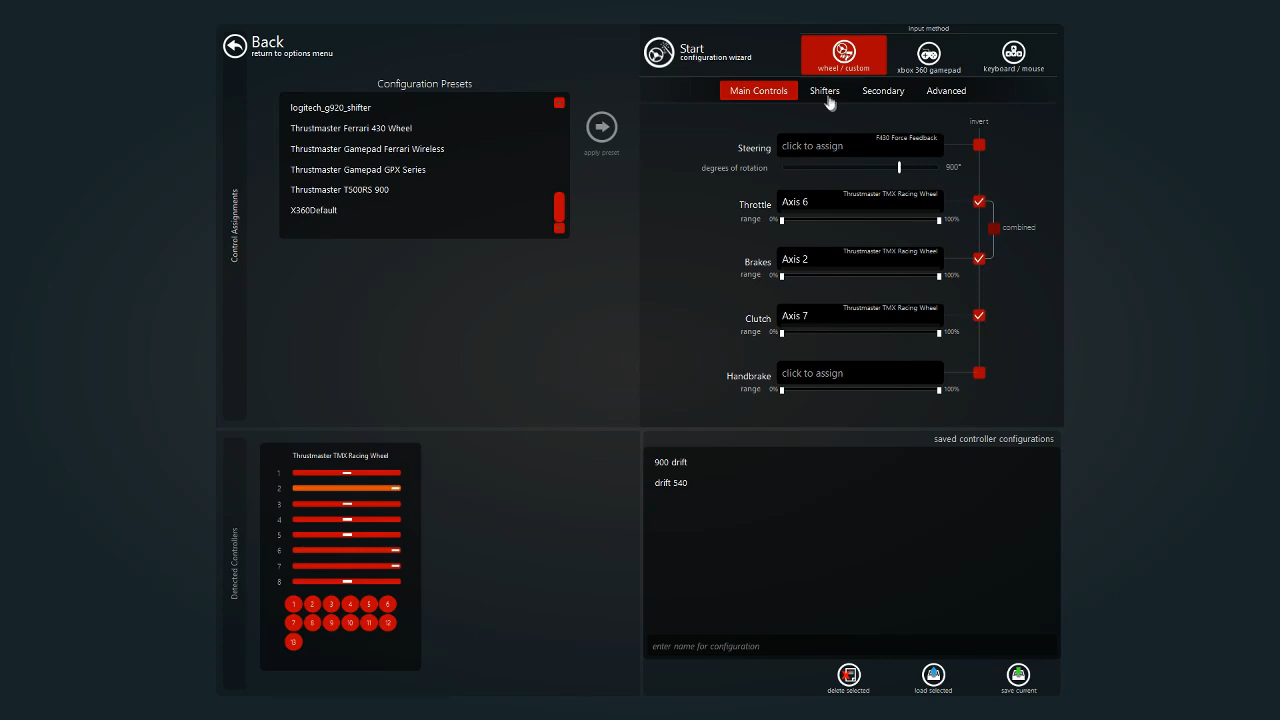 Back
return to options menu
Configuration Presets
logitech_g920_shifter
Thrustmaster Ferrari 430 Wheel
Thrustmaster Gamepad Ferrari Wireless
Thrustmaster Gamepad GPX Series
Thrustmaster T500RS 900
X360Default
apply preset
Control Assignments
Start
configuration wizard
input method
wheel / custom
xbox 360 gamepad
keyboard / mouse
Main Controls
Shifters
Secondary
Advanced
invert
Steering
click to assign
F430 Force Feedback
degrees of rotation
900°
Throttle
Axis 6
Thrustmaster TMX Racing Wheel
range 0% 100%
combined
Brakes
Axis 2
Thrustmaster TMX Racing Wheel
range 0% 100%
Clutch
Axis 7
Thrustmaster TMX Racing Wheel
range 0% 100%
Handbrake
click to assign
range 0% 100%
Detected Controllers
Thrustmaster TMX Racing Wheel
1
2
3
4
5
6
7
8
1 2 3 4 5 6
7 8 9 10 11 12
13
saved controller configurations
900 drift
drift 540
enter name for configuration
delete selected
load selected
save current